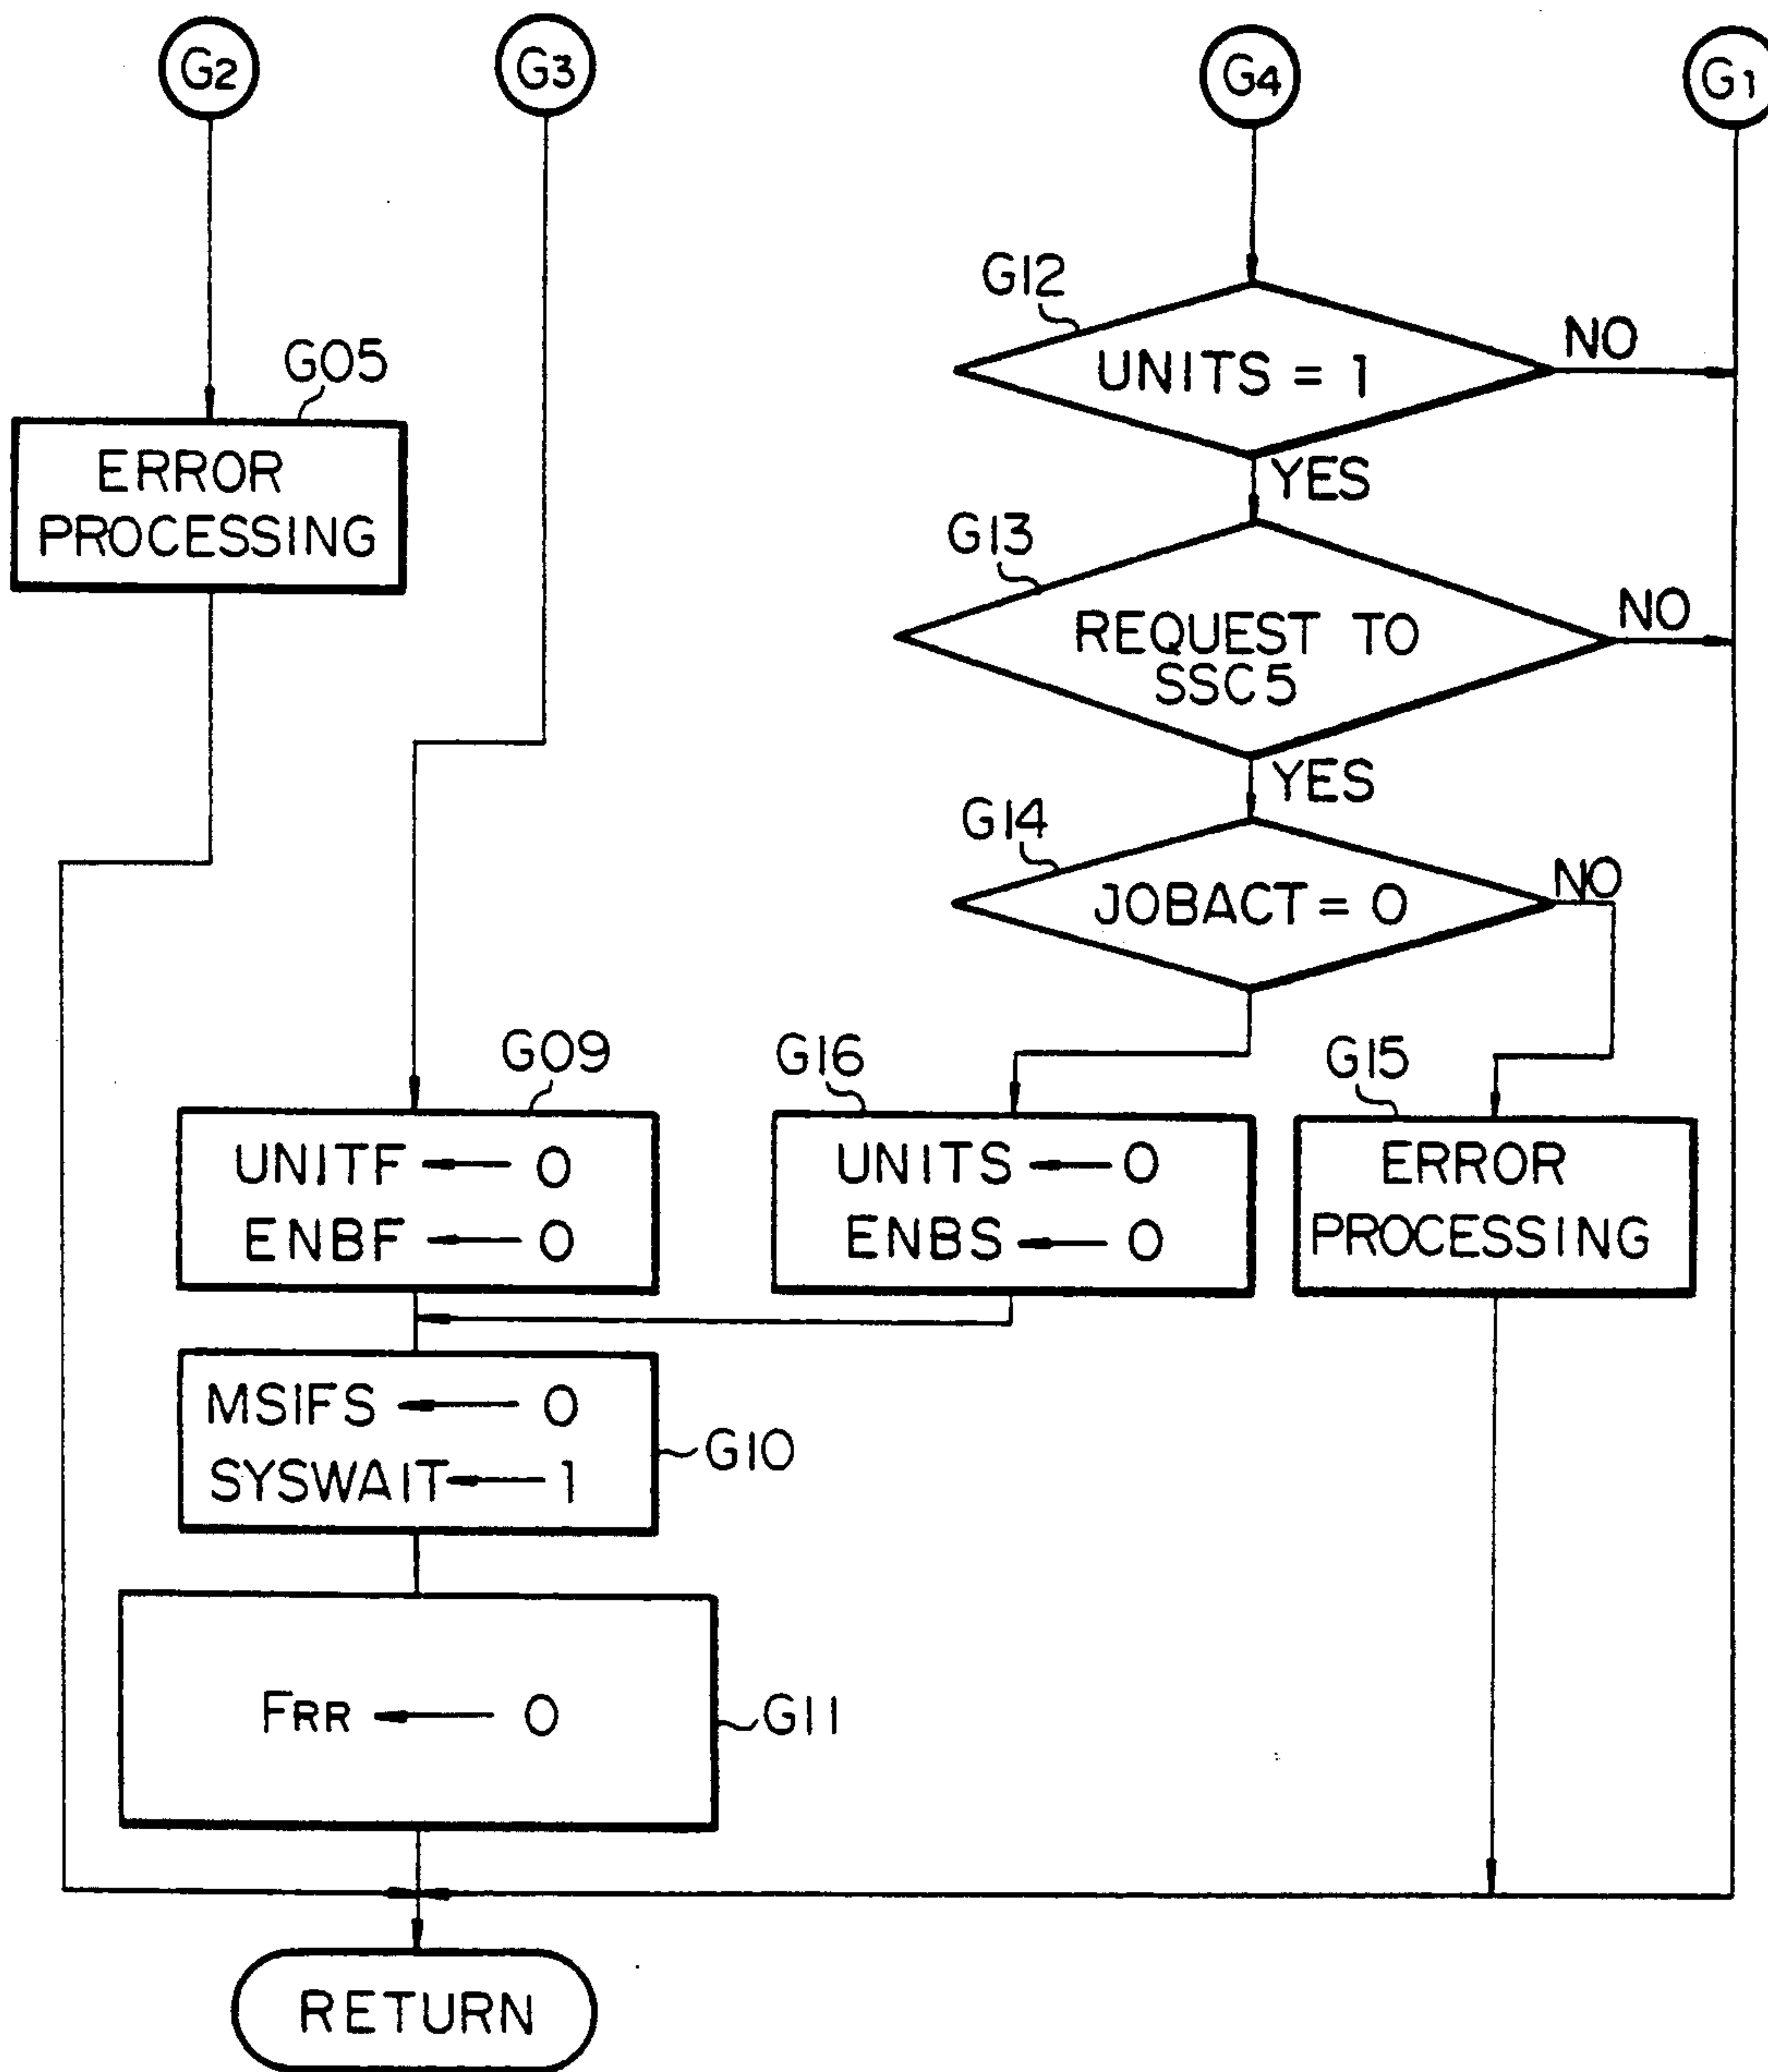 G2
G3
G4
G1
G12
UNITS = 1
NO
YES
G05
ERROR
PROCESSING
G13
REQUEST TO
SSC5
NO
YES
G14
JOBACT = 0
NO
G09
UNITF ← 0
ENBF ← 0
G16
UNITS ← 0
ENBS ← 0
G15
ERROR
PROCESSING
MSIFS ← 0
SYSWAIT ← 1
G10
FRR ← 0
G11
RETURN